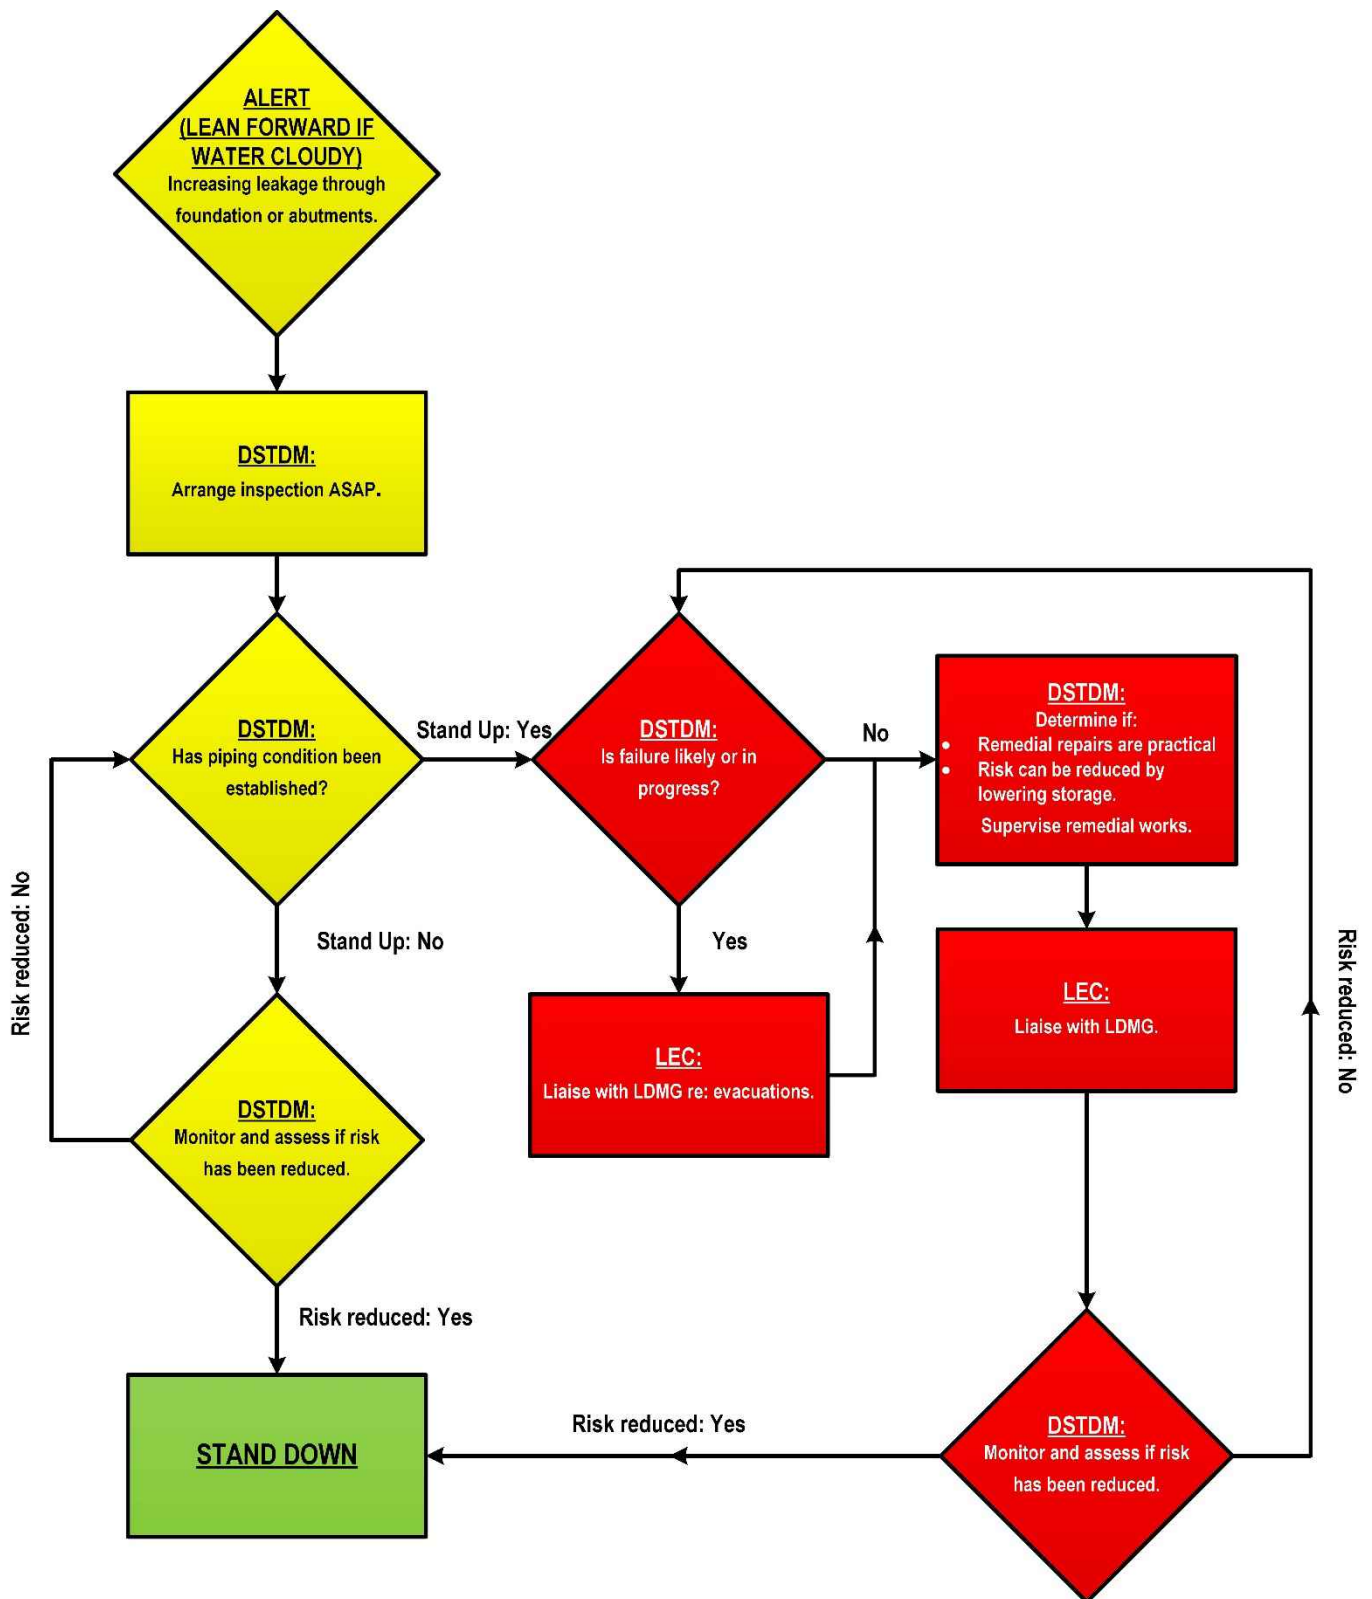 ALERT
(LEAN FORWARD IF
WATER CLOUDY)
Increasing leakage through
foundation or abutments.
DSTDM:
Arrange inspection ASAP.
DSTDM:
Has piping condition been
established?
Stand Up: Yes
DSTDM:
Is failure likely or in
progress?
No
DSTDM:
Determine if:
• Remedial repairs are practical
• Risk can be reduced by
lowering storage.
Supervise remedial works.
Risk reduced: No
Stand Up: No
Yes
LEC:
Liaise with LDMG re: evacuations.
LEC:
Liaise with LDMG.
Risk reduced: No
DSTDM:
Monitor and assess if risk
has been reduced.
Risk reduced: Yes
STAND DOWN
Risk reduced: Yes
DSTDM:
Monitor and assess if risk
has been reduced.